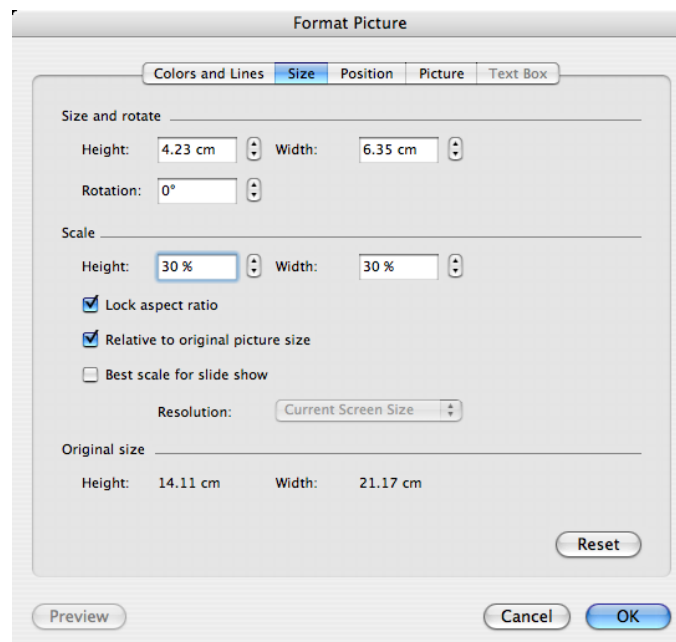 Format Picture
Colors and Lines Size Position Picture Text Box
Size and rotate
Height: 4.23 cm Width: 6.35 cm
Rotation: 0°
Scale
Height: 30 % Width: 30 %
Lock aspect ratio
Relative to original picture size
Best scale for slide show
Resolution: Current Screen Size
Original size
Height: 14.11 cm Width: 21.17 cm
Reset
Preview Cancel OK